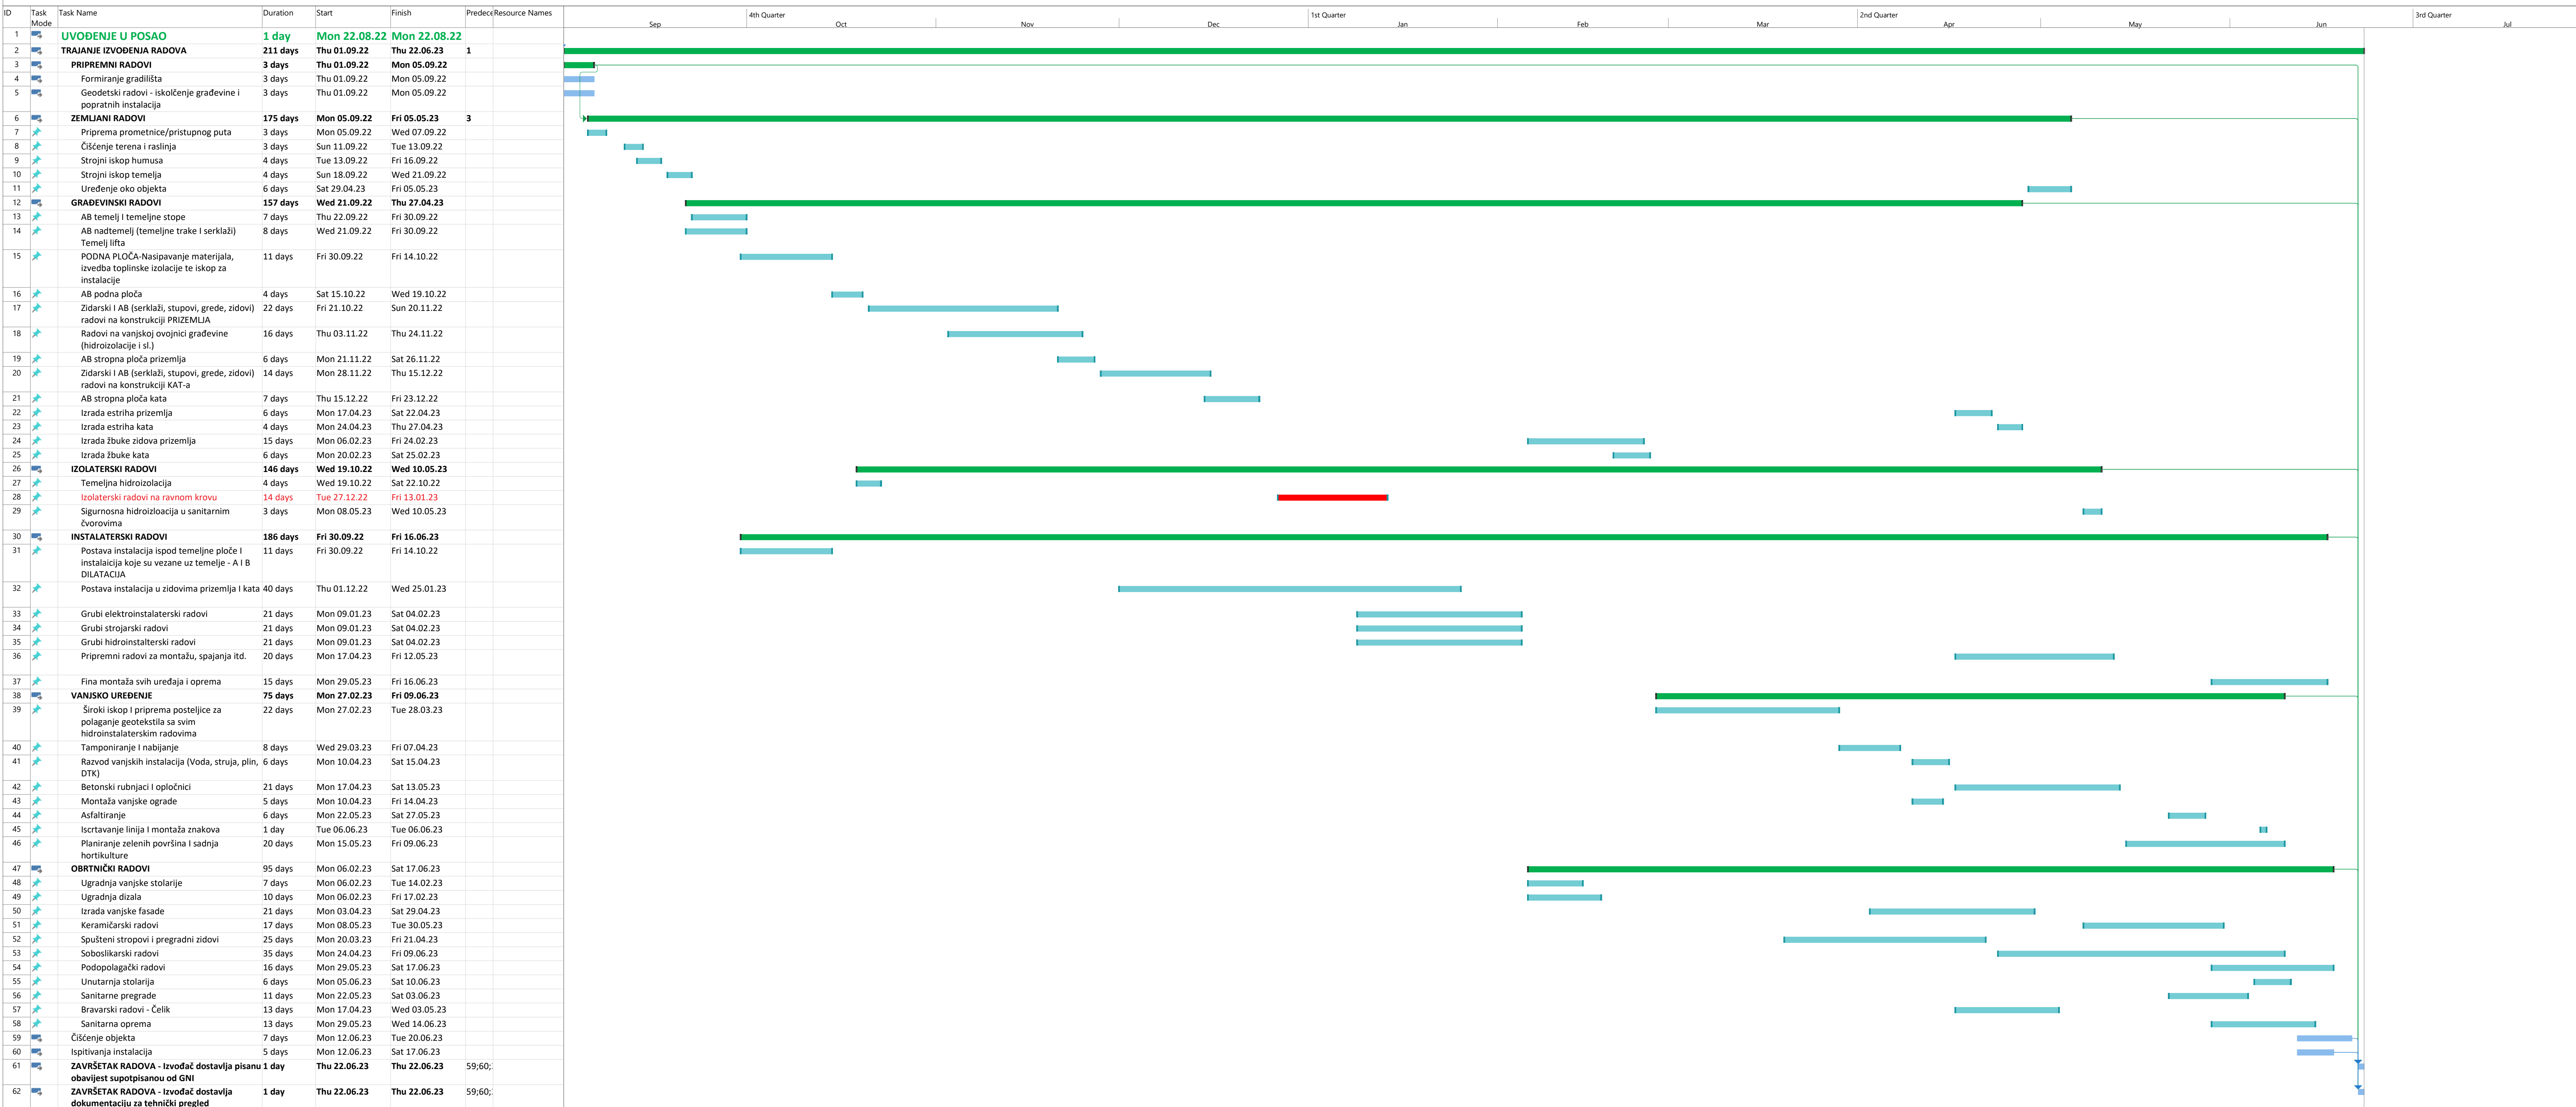 ID Task Mode Task Name Duration Start Finish Predece Resource Names
4th Quarter 1st Quarter 2nd Quarter 3rd Quarter
Sep Oct Nov Dec Jan Feb Mar Apr May Jun Jul
1 UVOĐENJE U POSAO 1 day Mon 22.08.22 Mon 22.08.22
2 TRAJANJE IZVOĐENJA RADOVA 211 days Thu 01.09.22 Thu 22.06.23 1
3 PRIPREMNI RADOVI 3 days Thu 01.09.22 Mon 05.09.22
4 Formiranje gradilišta 3 days Thu 01.09.22 Mon 05.09.22
5 Geodetski radovi - iskolčenje građevine i 3 days Thu 01.09.22 Mon 05.09.22
popratnih instalacija
6 ZEMLJANI RADOVI 175 days Mon 05.09.22 Fri 05.05.23 3
7 Priprema prometnice/pristupnog puta 3 days Mon 05.09.22 Wed 07.09.22
8 Čišćenje terena i raslinja 3 days Sun 11.09.22 Tue 13.09.22
9 Strojni iskop humusa 4 days Tue 13.09.22 Fri 16.09.22
10 Strojni iskop temelja 4 days Sun 18.09.22 Wed 21.09.22
11 Uređenje oko objekta 6 days Sat 29.04.23 Fri 05.05.23
12 GRAĐEVINSKI RADOVI 157 days Wed 21.09.22 Thu 27.04.23
13 AB temelj I temeljne stope 7 days Thu 22.09.22 Fri 30.09.22
14 AB nadtemelj (temeljne trake I serklaži) 8 days Wed 21.09.22 Fri 30.09.22
Temelj lifta
15 PODNA PLOČA-Nasipavanje materijala, 11 days Fri 30.09.22 Fri 14.10.22
izvedba toplinske izolacije te iskop za
instalacije
16 AB podna ploča 4 days Sat 15.10.22 Wed 19.10.22
17 Zidarski I AB (serklaži, stupovi, grede, zidovi) 22 days Fri 21.10.22 Sun 20.11.22
radovi na konstrukciji PRIZEMLJA
18 Radovi na vanjskoj ovojnici građevine 16 days Thu 03.11.22 Thu 24.11.22
(hidroizolacije i sl.)
19 AB stropna ploča prizemlja 6 days Mon 21.11.22 Sat 26.11.22
20 Zidarski I AB (serklaži, stupovi, grede, zidovi) 14 days Mon 28.11.22 Thu 15.12.22
radovi na konstrukciji KAT-a
21 AB stropna ploča kata 7 days Thu 15.12.22 Fri 23.12.22
22 Izrada estriha prizemlja 6 days Mon 17.04.23 Sat 22.04.23
23 Izrada estriha kata 4 days Mon 24.04.23 Thu 27.04.23
24 Izrada žbuke zidova prizemlja 15 days Mon 06.02.23 Fri 24.02.23
25 Izrada žbuke kata 6 days Mon 20.02.23 Sat 25.02.23
26 IZOLATERSKI RADOVI 146 days Wed 19.10.22 Wed 10.05.23
27 Temeljna hidroizolacija 4 days Wed 19.10.22 Sat 22.10.22
28 Izolaterski radovi na ravnom krovu 14 days Tue 27.12.22 Fri 13.01.23
29 Sigurnosna hidroizloacija u sanitarnim 3 days Mon 08.05.23 Wed 10.05.23
čvorovima
30 INSTALATERSKI RADOVI 186 days Fri 30.09.22 Fri 16.06.23
31 Postava instalacija ispod temeljne ploče I 11 days Fri 30.09.22 Fri 14.10.22
instalaicija koje su vezane uz temelje - A I B
DILATACIJA
32 Postava instalacija u zidovima prizemlja I kata 40 days Thu 01.12.22 Wed 25.01.23
33 Grubi elektroinstalaterski radovi 21 days Mon 09.01.23 Sat 04.02.23
34 Grubi strojarski radovi 21 days Mon 09.01.23 Sat 04.02.23
35 Grubi hidroinstalterski radovi 21 days Mon 09.01.23 Sat 04.02.23
36 Pripremni radovi za montažu, spajanja itd. 20 days Mon 17.04.23 Fri 12.05.23
37 Fina montaža svih uređaja i oprema 15 days Mon 29.05.23 Fri 16.06.23
38 VANJSKO UREĐENJE 75 days Mon 27.02.23 Fri 09.06.23
39 Široki iskop I priprema posteljice za 22 days Mon 27.02.23 Tue 28.03.23
polaganje geotekstila sa svim
hidroinstalaterskim radovima
40 Tamponiranje I nabijanje 8 days Wed 29.03.23 Fri 07.04.23
41 Razvod vanjskih instalacija (Voda, struja, plin, 6 days Mon 10.04.23 Sat 15.04.23
DTK)
42 Betonski rubnjaci I opločnici 21 days Mon 17.04.23 Sat 13.05.23
43 Montaža vanjske ograde 5 days Mon 10.04.23 Fri 14.04.23
44 Asfaltiranje 6 days Mon 22.05.23 Sat 27.05.23
45 Iscrtavanje linija I montaža znakova 1 day Tue 06.06.23 Tue 06.06.23
46 Planiranje zelenih površina I sadnja 20 days Mon 15.05.23 Fri 09.06.23
hortikulture
47 OBRTNIČKI RADOVI 95 days Mon 06.02.23 Sat 17.06.23
48 Ugradnja vanjske stolarije 7 days Mon 06.02.23 Tue 14.02.23
49 Ugradnja dizala 10 days Mon 06.02.23 Fri 17.02.23
50 Izrada vanjske fasade 21 days Mon 03.04.23 Sat 29.04.23
51 Keramičarski radovi 17 days Mon 08.05.23 Tue 30.05.23
52 Spušteni stropovi i pregradni zidovi 25 days Mon 20.03.23 Fri 21.04.23
53 Soboslikarski radovi 35 days Mon 24.04.23 Fri 09.06.23
54 Podopolagački radovi 16 days Mon 29.05.23 Sat 17.06.23
55 Unutarnja stolarija 6 days Mon 05.06.23 Sat 10.06.23
56 Sanitarne pregrade 11 days Mon 22.05.23 Sat 03.06.23
57 Bravarski radovi - Čelik 13 days Mon 17.04.23 Wed 03.05.23
58 Sanitarna oprema 13 days Mon 29.05.23 Wed 14.06.23
59 Čišćenje objekta 7 days Mon 12.06.23 Tue 20.06.23
60 Ispitivanja instalacija 5 days Mon 12.06.23 Sat 17.06.23
61 ZAVRŠETAK RADOVA - Izvođač dostavlja pisanu 1 day Thu 22.06.23 Thu 22.06.23 59;60;
obavijest supotpisanou od GNI
62 ZAVRŠETAK RADOVA - Izvođač dostavlja 1 day Thu 22.06.23 Thu 22.06.23 59;60;
dokumentaciju za tehnički pregled